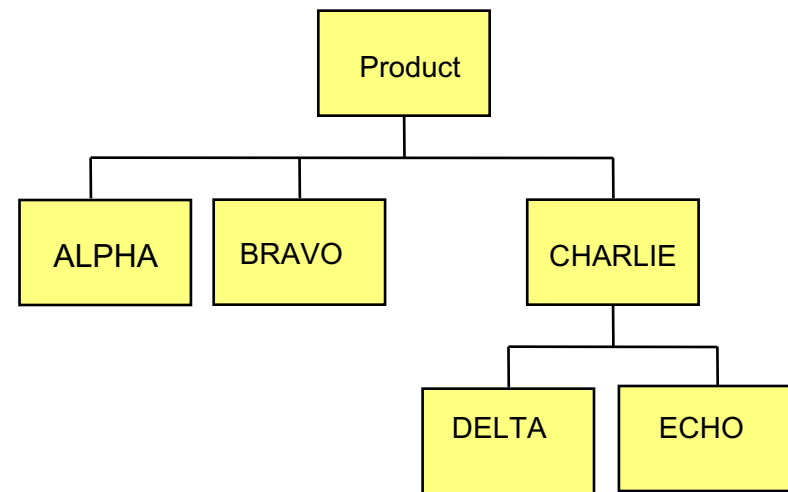 Product
ALPHA
BRAVO
CHARLIE
DELTA
ECHO